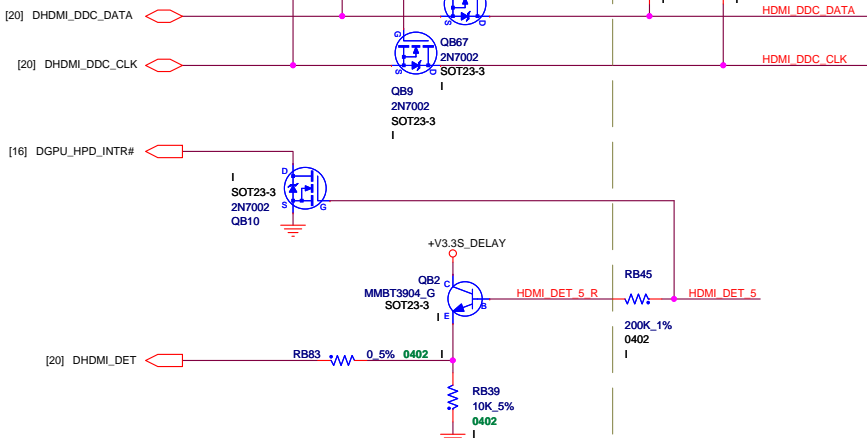 [20] DHDMI_DDC_DATA
S
D
HDMI_DDC_DATA
G
QB67
2N7002
SOT23-3
I
[20] DHDMI_DDC_CLK
S
D
HDMI_DDC_CLK
QB9
2N7002
SOT23-3
I
[16] DGPU_HPD_INTR#
I
SOT23-3
2N7002
QB10
D
S
G
+V3.3S_DELAY
QB2
MMBT3904_G
SOT23-3
I
C
B
E
HDMI_DET_5_R
RB45
HDMI_DET_5
200K_1%
0402
I
[20] DHDMI_DET
RB83
0_5% 0402 I
RB39
10K_5%
0402
I